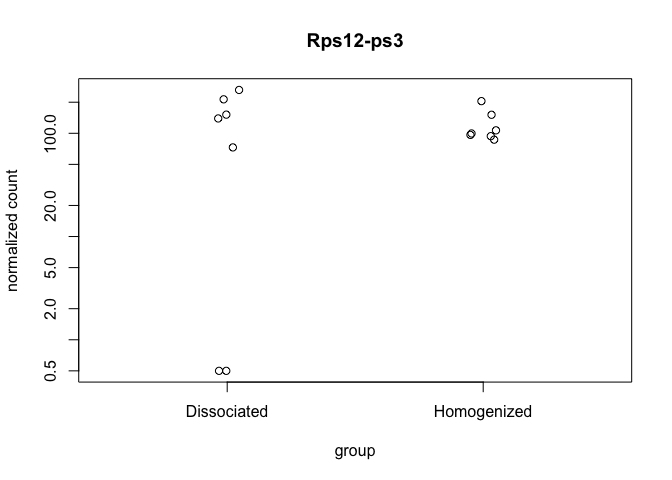 Rps12-ps3
normalized count
100.0
20.0
5.0
2.0
0.5
Dissociated
Homogenized
group